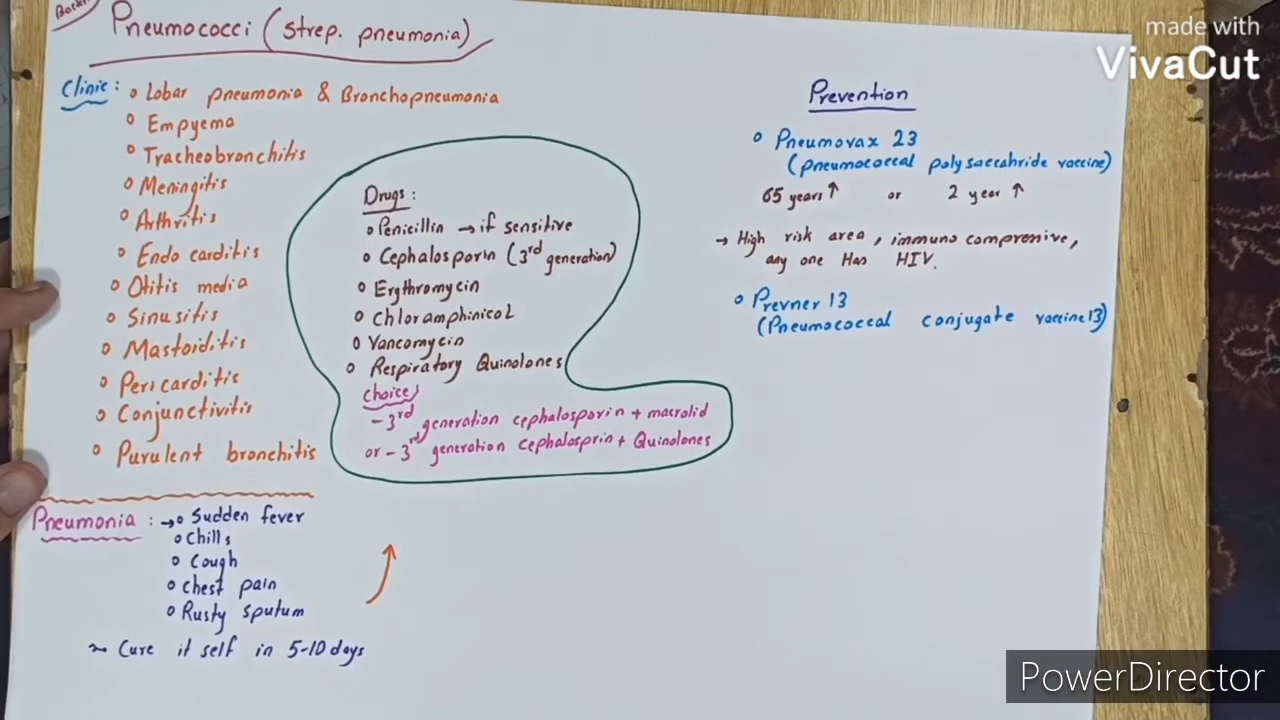 Pneumococci (Strep. pneumonia)
Clinic:
Lobar pneumonia & Bronchopneumonia
Empyema
Tracheobronchitis
Meningitis
Arthritis
Endo carditis
Otitis media
Sinusitis
Mastoiditis
Pericarditis
Conjunctivitis
Purulent bronchitis
Drugs:
Penicillin → if sensitive
Cephalosporin (3rd generation)
Erythromycin
Chloramphinicol
Vancomycin
Respiratory Quinolones
Choice:
- 3rd generation cephalosporin + macrolid
or - 3rd generation Cephalosprin + Quinolones
Pneumonia: → Sudden fever
Chills
Cough
Chest pain
Rusty sputum
~ Cure it self in 5-10 days
Prevention
Pneumovax 23
(pneumococcal polysaccahride vaccine)
65 years ↑ or 2 year ↑
→ High risk area, immuno compromsive,
any one Has HIV.
Prevner 13
(Pneumococcal conjugate vaccine 13)
made with
VivaCut
PowerDirector